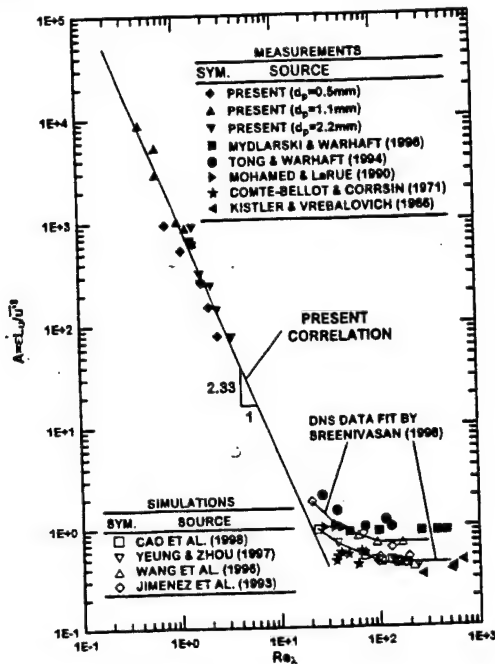 1E+5
1E+4
1E+3
1E+2
1E+1
1E+0
1E-1
MEASUREMENTS
SYM. SOURCE
◆ PRESENT (dp=0.5mm)
▲ PRESENT (dp=1.1mm)
▼ PRESENT (dp=2.2mm)
■ MYDLARSKI & WARHAFT (1996)
● TONG & WARHAFT (1994)
► MOHAMED & LaRUE (1990)
★ COMTE-BELLOT & CORRSIN (1971)
◄ KISTLER & VREBALOVICH (1966)
PRESENT
CORRELATION
2.33
1
DNS DATA FIT BY
SREENIVASAN (1998)
SIMULATIONS
SYM. SOURCE
□ CAO ET AL. (1998)
▽ YEUNG & ZHOU (1997)
△ WANG ET AL. (1996)
◇ JIMENEZ ET AL. (1993)
1E-1 1E+0 1E+1 1E+2 1E+3
Reλ